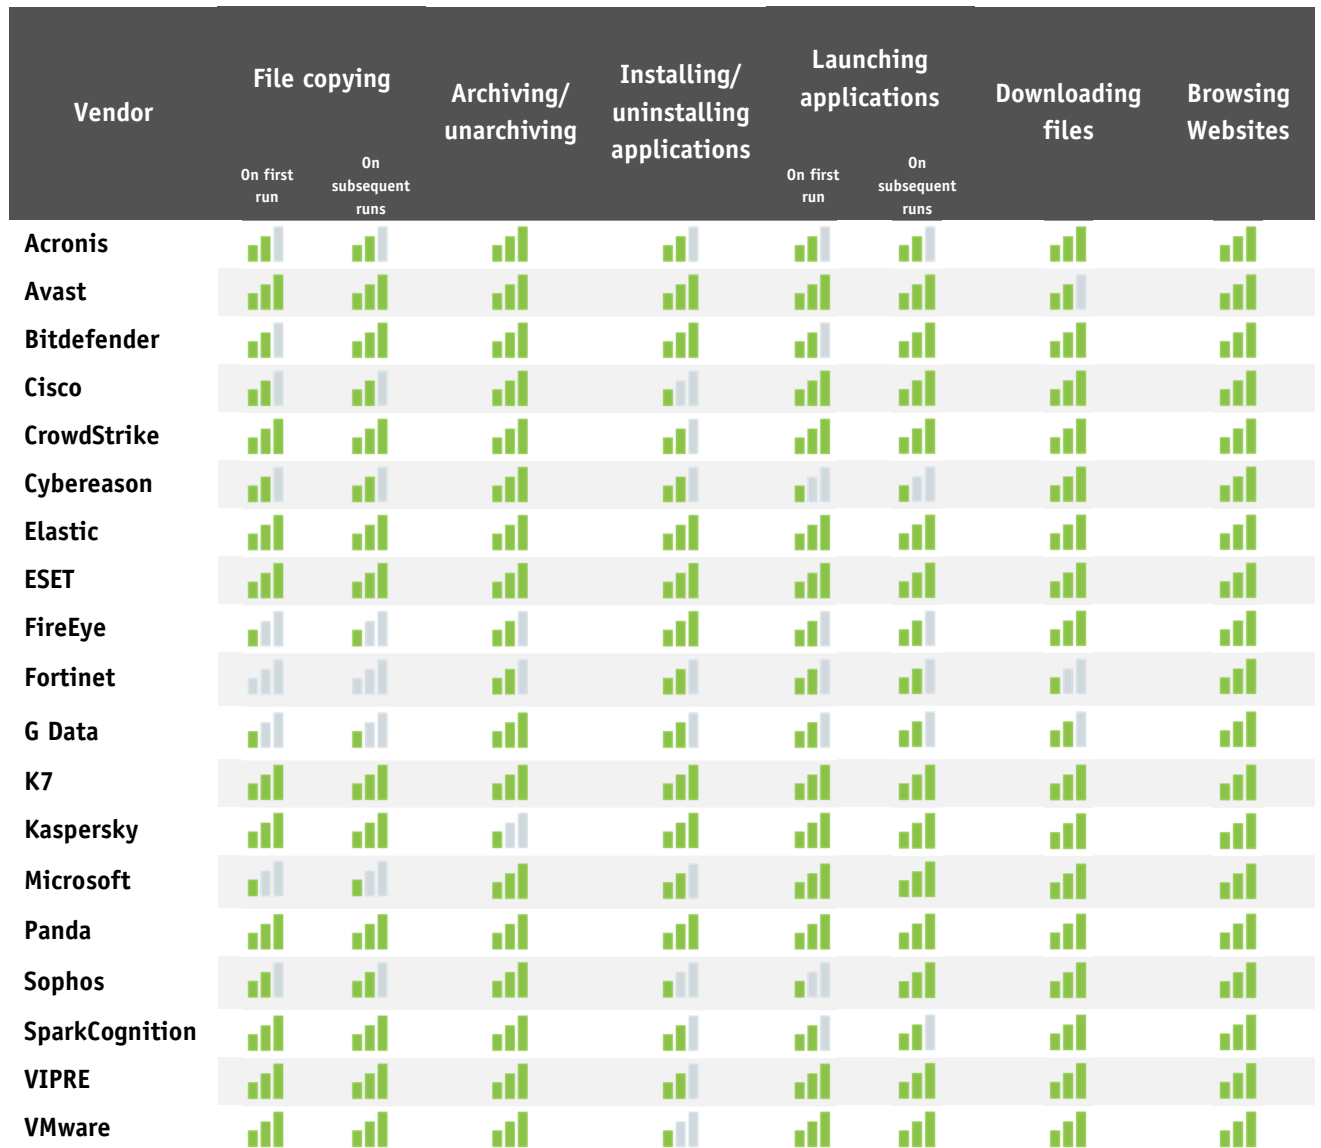 Vendor
File copying
On first
run
On
subsequent
runs
Archiving/
unarchiving
Installing/
uninstalling
applications
Launching
applications
On first
run
On
subsequent
runs
Downloading
files
Browsing
Websites
Acronis
Avast
Bitdefender
Cisco
CrowdStrike
Cybereason
Elastic
ESET
FireEye
Fortinet
G Data
K7
Kaspersky
Microsoft
Panda
Sophos
SparkCognition
VIPRE
VMware